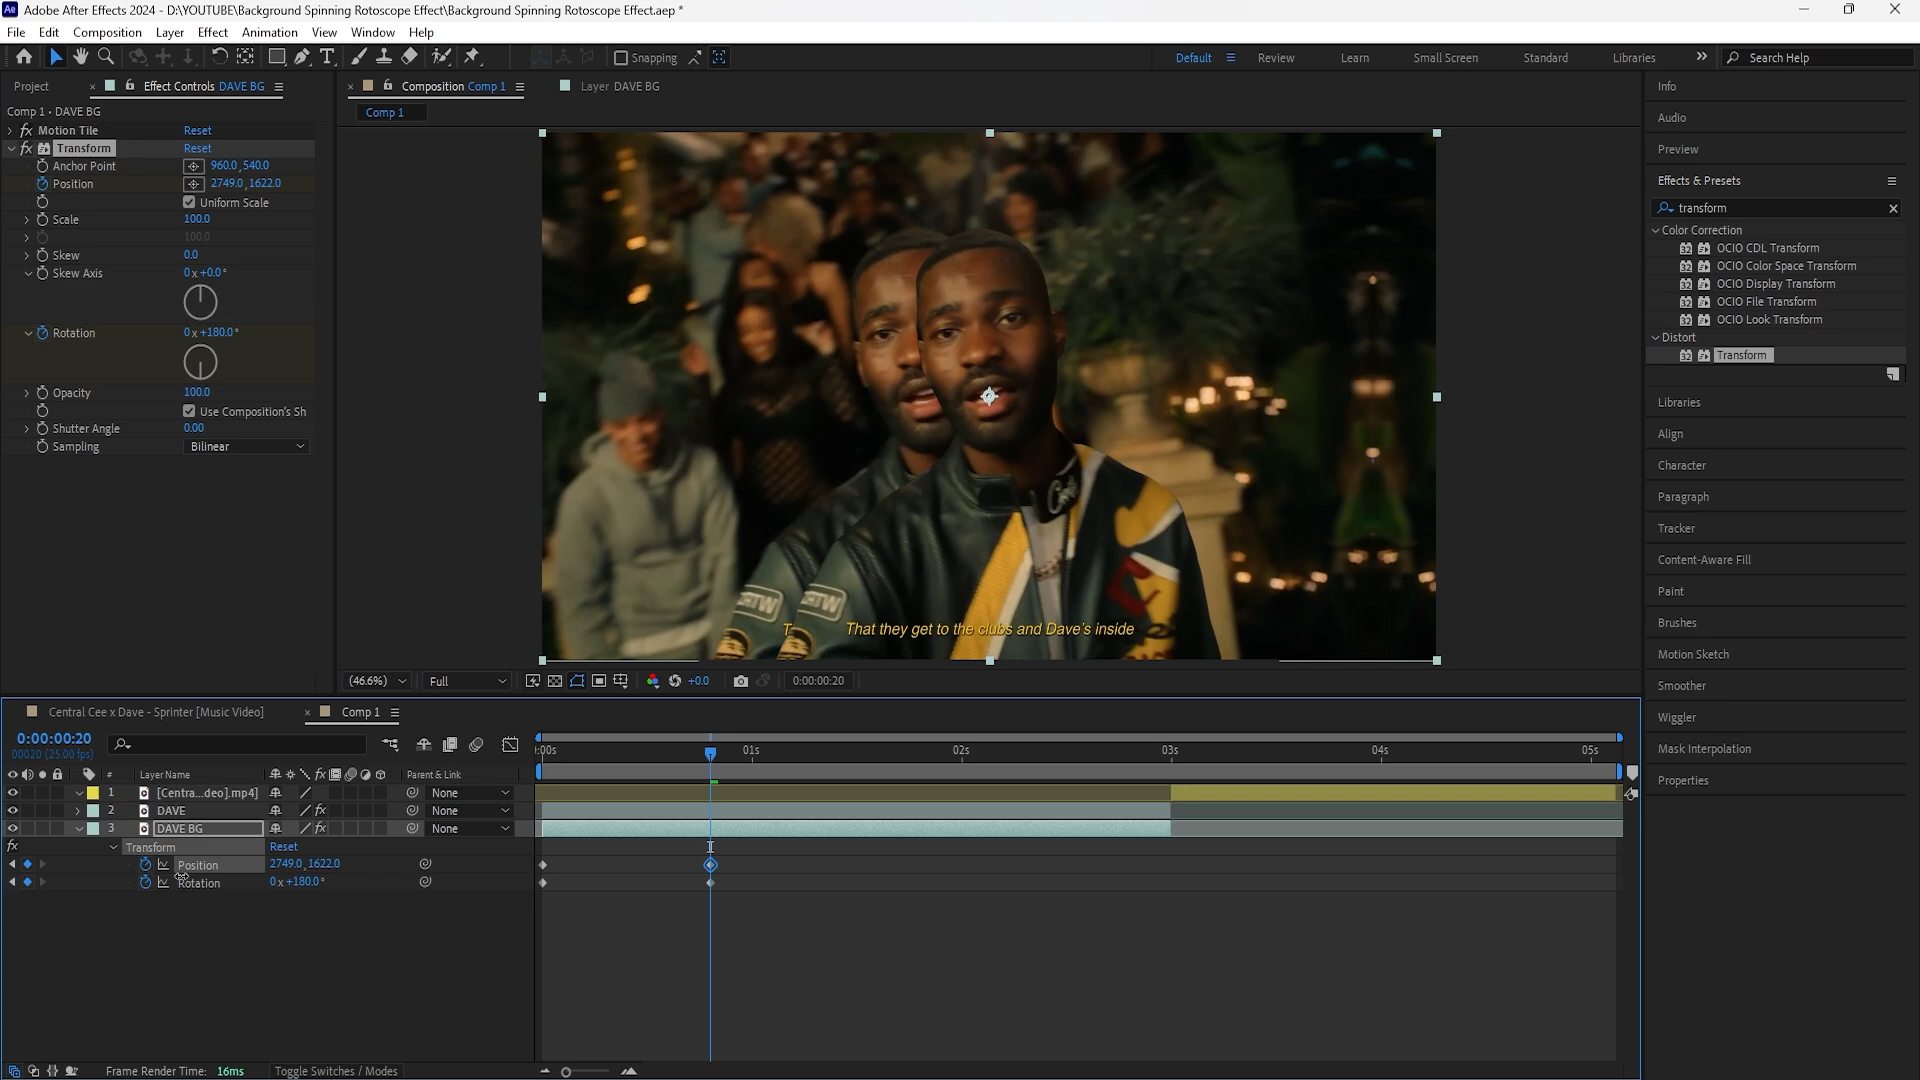 Adobe After Effects 2024 - D:\YOUTUBE\Background Spinning Rotoscope Effect\Background Spinning Rotoscope Effect.aep *
File Edit Composition Layer Effect Animation View Window Help
Snapping Default Review Learn Small Screen Standard Libraries Search Help
Project Effect Controls DAVE BG
Comp 1 • DAVE BG
fx Motion Tile Reset
fx Transform Reset
Anchor Point 960.0, 540.0
Position 2749.0, 1622.0
Uniform Scale
Scale 100.0
100.0
Skew 0.0
Skew Axis 0x+0.0°
Rotation 0x+180.0°
Opacity 100.0
Use Composition's Sh
Shutter Angle 0.00
Sampling Bilinear
Composition Comp 1 Layer DAVE BG
Comp 1
T That they get to the clubs and Dave's inside
(46.6%) Full +0.0 0:00:00:20
Info
Audio
Preview
Effects & Presets
transform
Color Correction
OCIO CDL Transform
OCIO Color Space Transform
OCIO Display Transform
OCIO File Transform
OCIO Look Transform
Distort
Transform
Libraries
Align
Character
Paragraph
Tracker
Content-Aware Fill
Paint
Brushes
Motion Sketch
Smoother
Wiggler
Mask Interpolation
Properties
Central Cee x Dave - Sprinter [Music Video] Comp 1
0:00:00:20
00020 (25.00 fps)
:00s 01s 02s 03s 04s 05s
# Layer Name Parent & Link
1 [Centra...deo].mp4] None
2 DAVE fx None
3 DAVE BG fx None
fx Transform Reset
Position 2749.0, 1622.0
Rotation 0x+180.0°
Frame Render Time: 16ms Toggle Switches / Modes